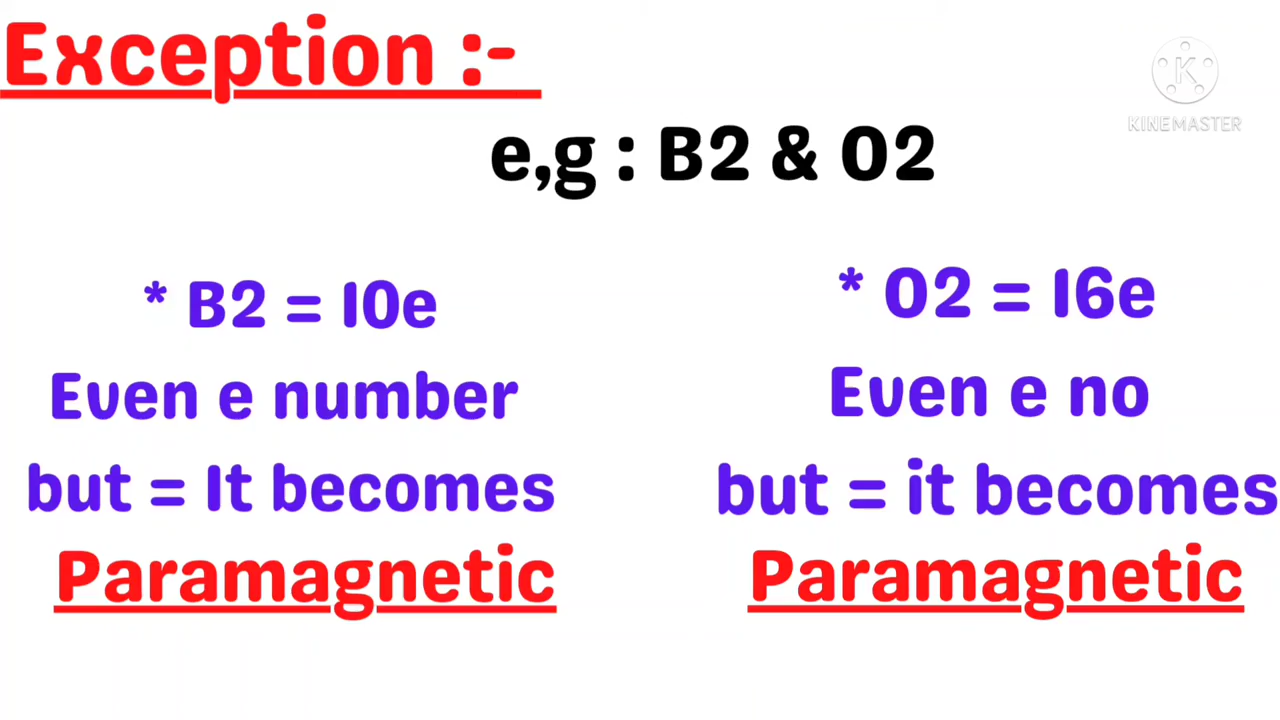 Exception :-
KINEMASTER
e,g : B2 & O2
* B2 = 10e
Even e number
but = It becomes
Paramagnetic
* O2 = 16e
Even e no
but = it becomes
Paramagnetic